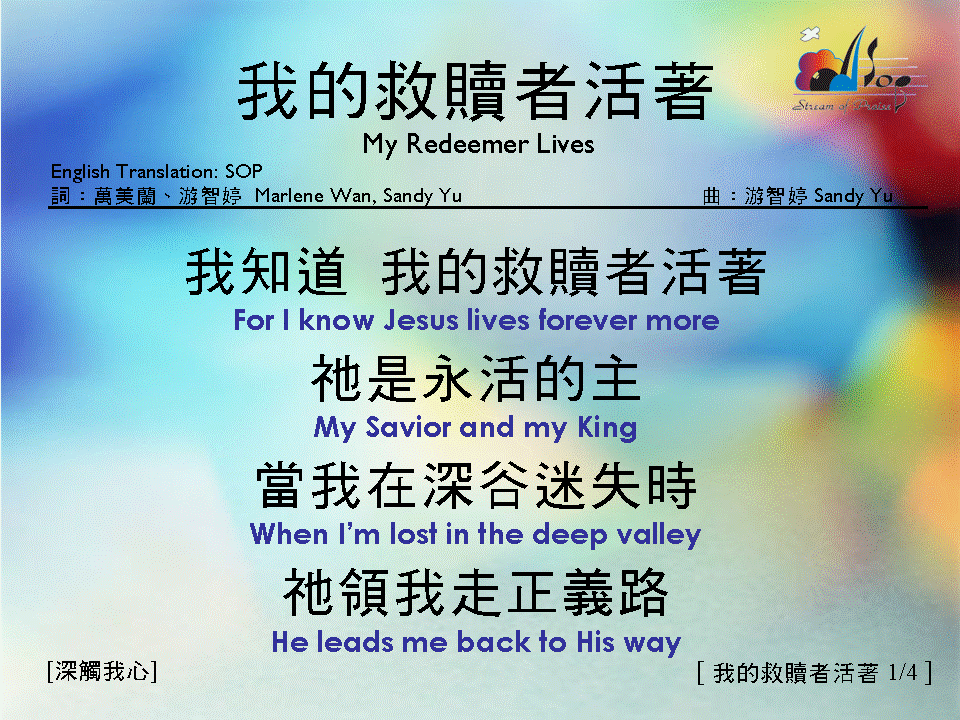 Sop
Stream of Praise
我的救贖者活著
My Redeemer Lives
English Translation: SOP
詞：萬美蘭、游智婷 Marlene Wan, Sandy Yu
曲：游智婷 Sandy Yu
我知道 我的救贖者活著
For I know Jesus lives forever more
祂是永活的主
My Savior and my King
當我在深谷迷失時
When I’m lost in the deep valley
祂領我走正義路
He leads me back to His way
[深觸我心]
[ 我的救贖者活著 1/4 ]